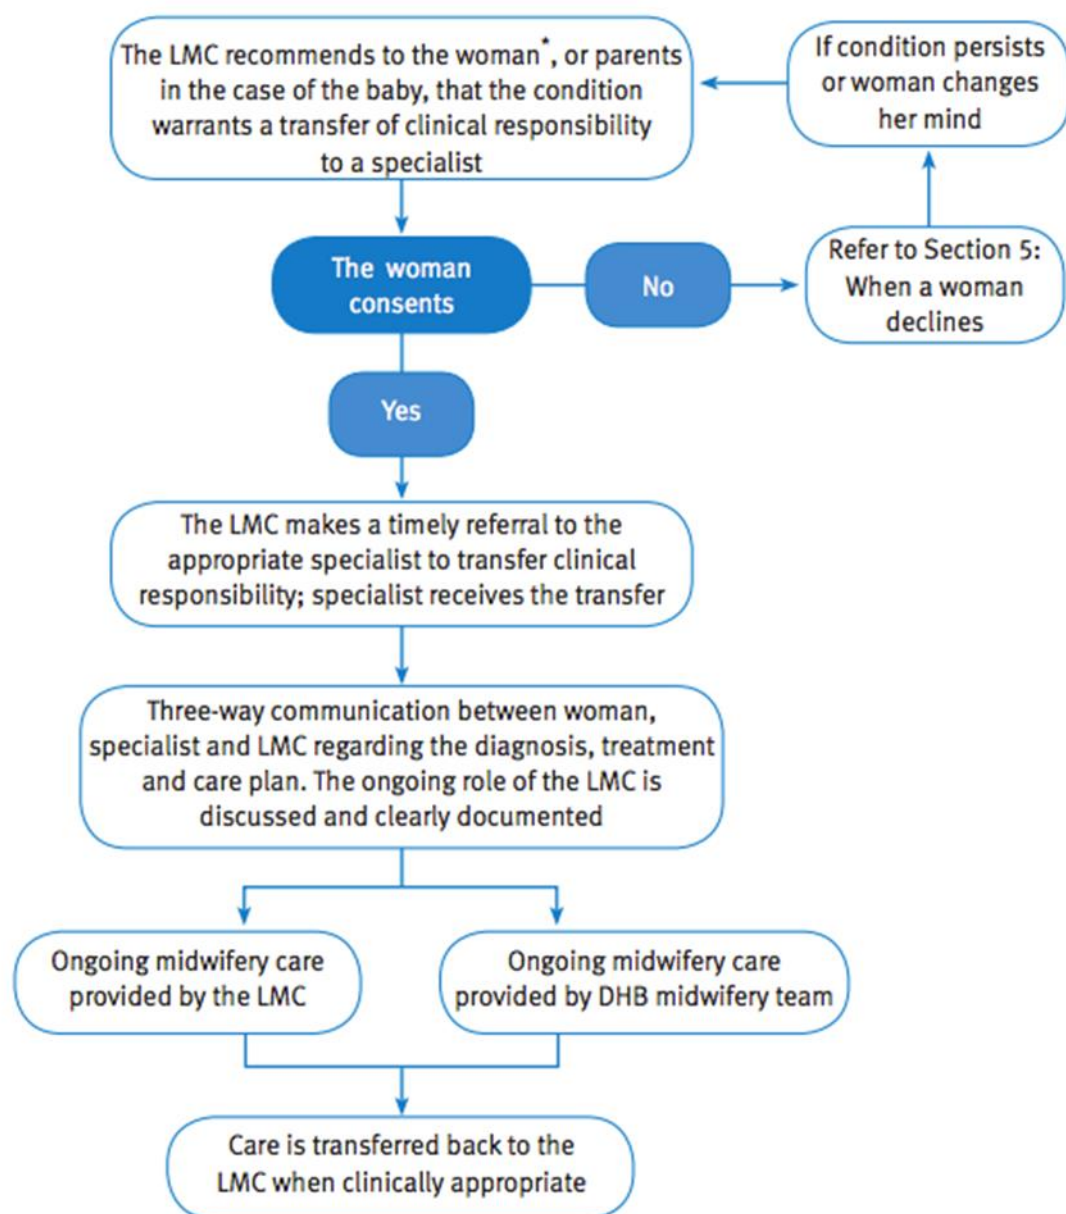 The LMC recommends to the woman*, or parents
in the case of the baby, that the condition
warrants a transfer of clinical responsibility
to a specialist
If condition persists
or woman changes
her mind
The woman
consents
No
Refer to Section 5:
When a woman
declines
Yes
The LMC makes a timely referral to the
appropriate specialist to transfer clinical
responsibility; specialist receives the transfer
Three-way communication between woman,
specialist and LMC regarding the diagnosis, treatment
and care plan. The ongoing role of the LMC is
discussed and clearly documented
Ongoing midwifery care
provided by the LMC
Ongoing midwifery care
provided by DHB midwifery team
Care is transferred back to the
LMC when clinically appropriate